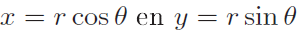 x = r cos θ en y = r sin θ